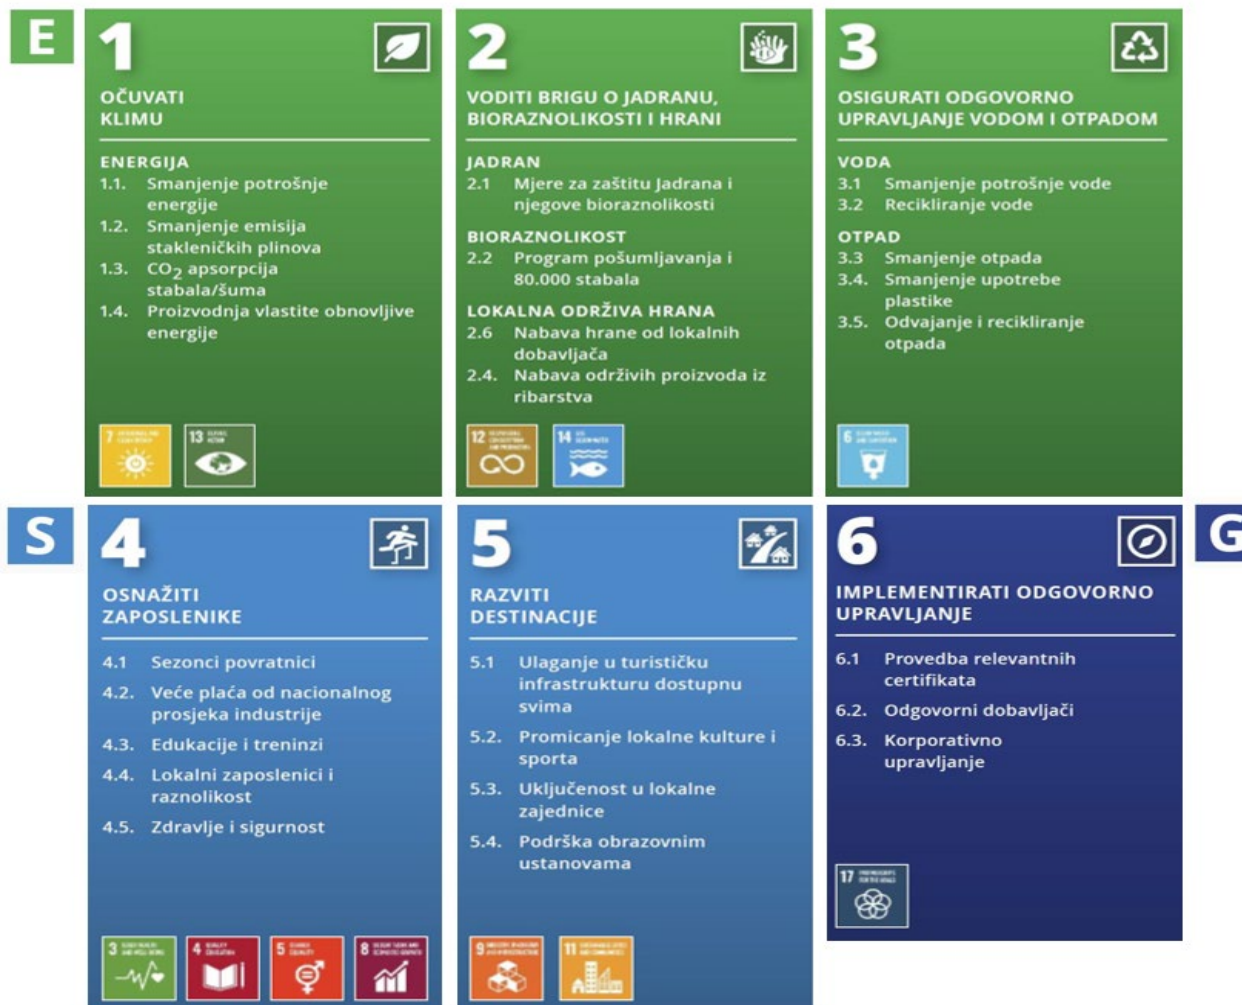 E
1
OČUVATI
KLIMU
ENERGIJA
1.1. Smanjenje potrošnje
energije
1.2. Smanjenje emisija
stakleničkih plinova
1.3. CO₂ apsorpcija
stabala/šuma
1.4. Proizvodnja vlastite obnovljive
energije
7
13
2
VODITI BRIGU O JADRANU,
BIORAZNOLIKOSTI I HRANI
JADRAN
2.1 Mjere za zaštitu Jadrana i
njegove bioraznolikosti
BIORAZNOLIKOST
2.2 Program pošumljavanja i
80.000 stabala
LOKALNA ODRŽIVA HRANA
2.6 Nabava hrane od lokalnih
dobavljača
2.4. Nabava održivih proizvoda iz
ribarstva
12
14
3
OSIGURATI ODGOVORNO
UPRAVLJANJE VODOM I OTPADOM
VODA
3.1 Smanjenje potrošnje vode
3.2 Recikliranje vode
OTPAD
3.3 Smanjenje otpada
3.4. Smanjenje upotrebe
plastike
3.5. Odvajanje i recikliranje
otpada
6
S
4
OSNAŽITI
ZAPOSLENIKE
4.1 Sezonci povratnici
4.2. Veće plaća od nacionalnog
prosjeka industrije
4.3. Edukacije i treninzi
4.4. Lokalni zaposlenici i
raznolikost
4.5. Zdravlje i sigurnost
3
4
5
8
5
RAZVITI
DESTINACIJE
5.1 Ulaganje u turističku
infrastrukturu dostupnu
svima
5.2. Promicanje lokalne kulture i
sporta
5.3. Uključenost u lokalne
zajednice
5.4. Podrška obrazovnim
ustanovama
9
11
6
IMPLEMENTIRATI ODGOVORNO
UPRAVLJANJE
6.1 Provedba relevantnih
certifikata
6.2. Odgovorni dobavljači
6.3. Korporativno
upravljanje
17
G